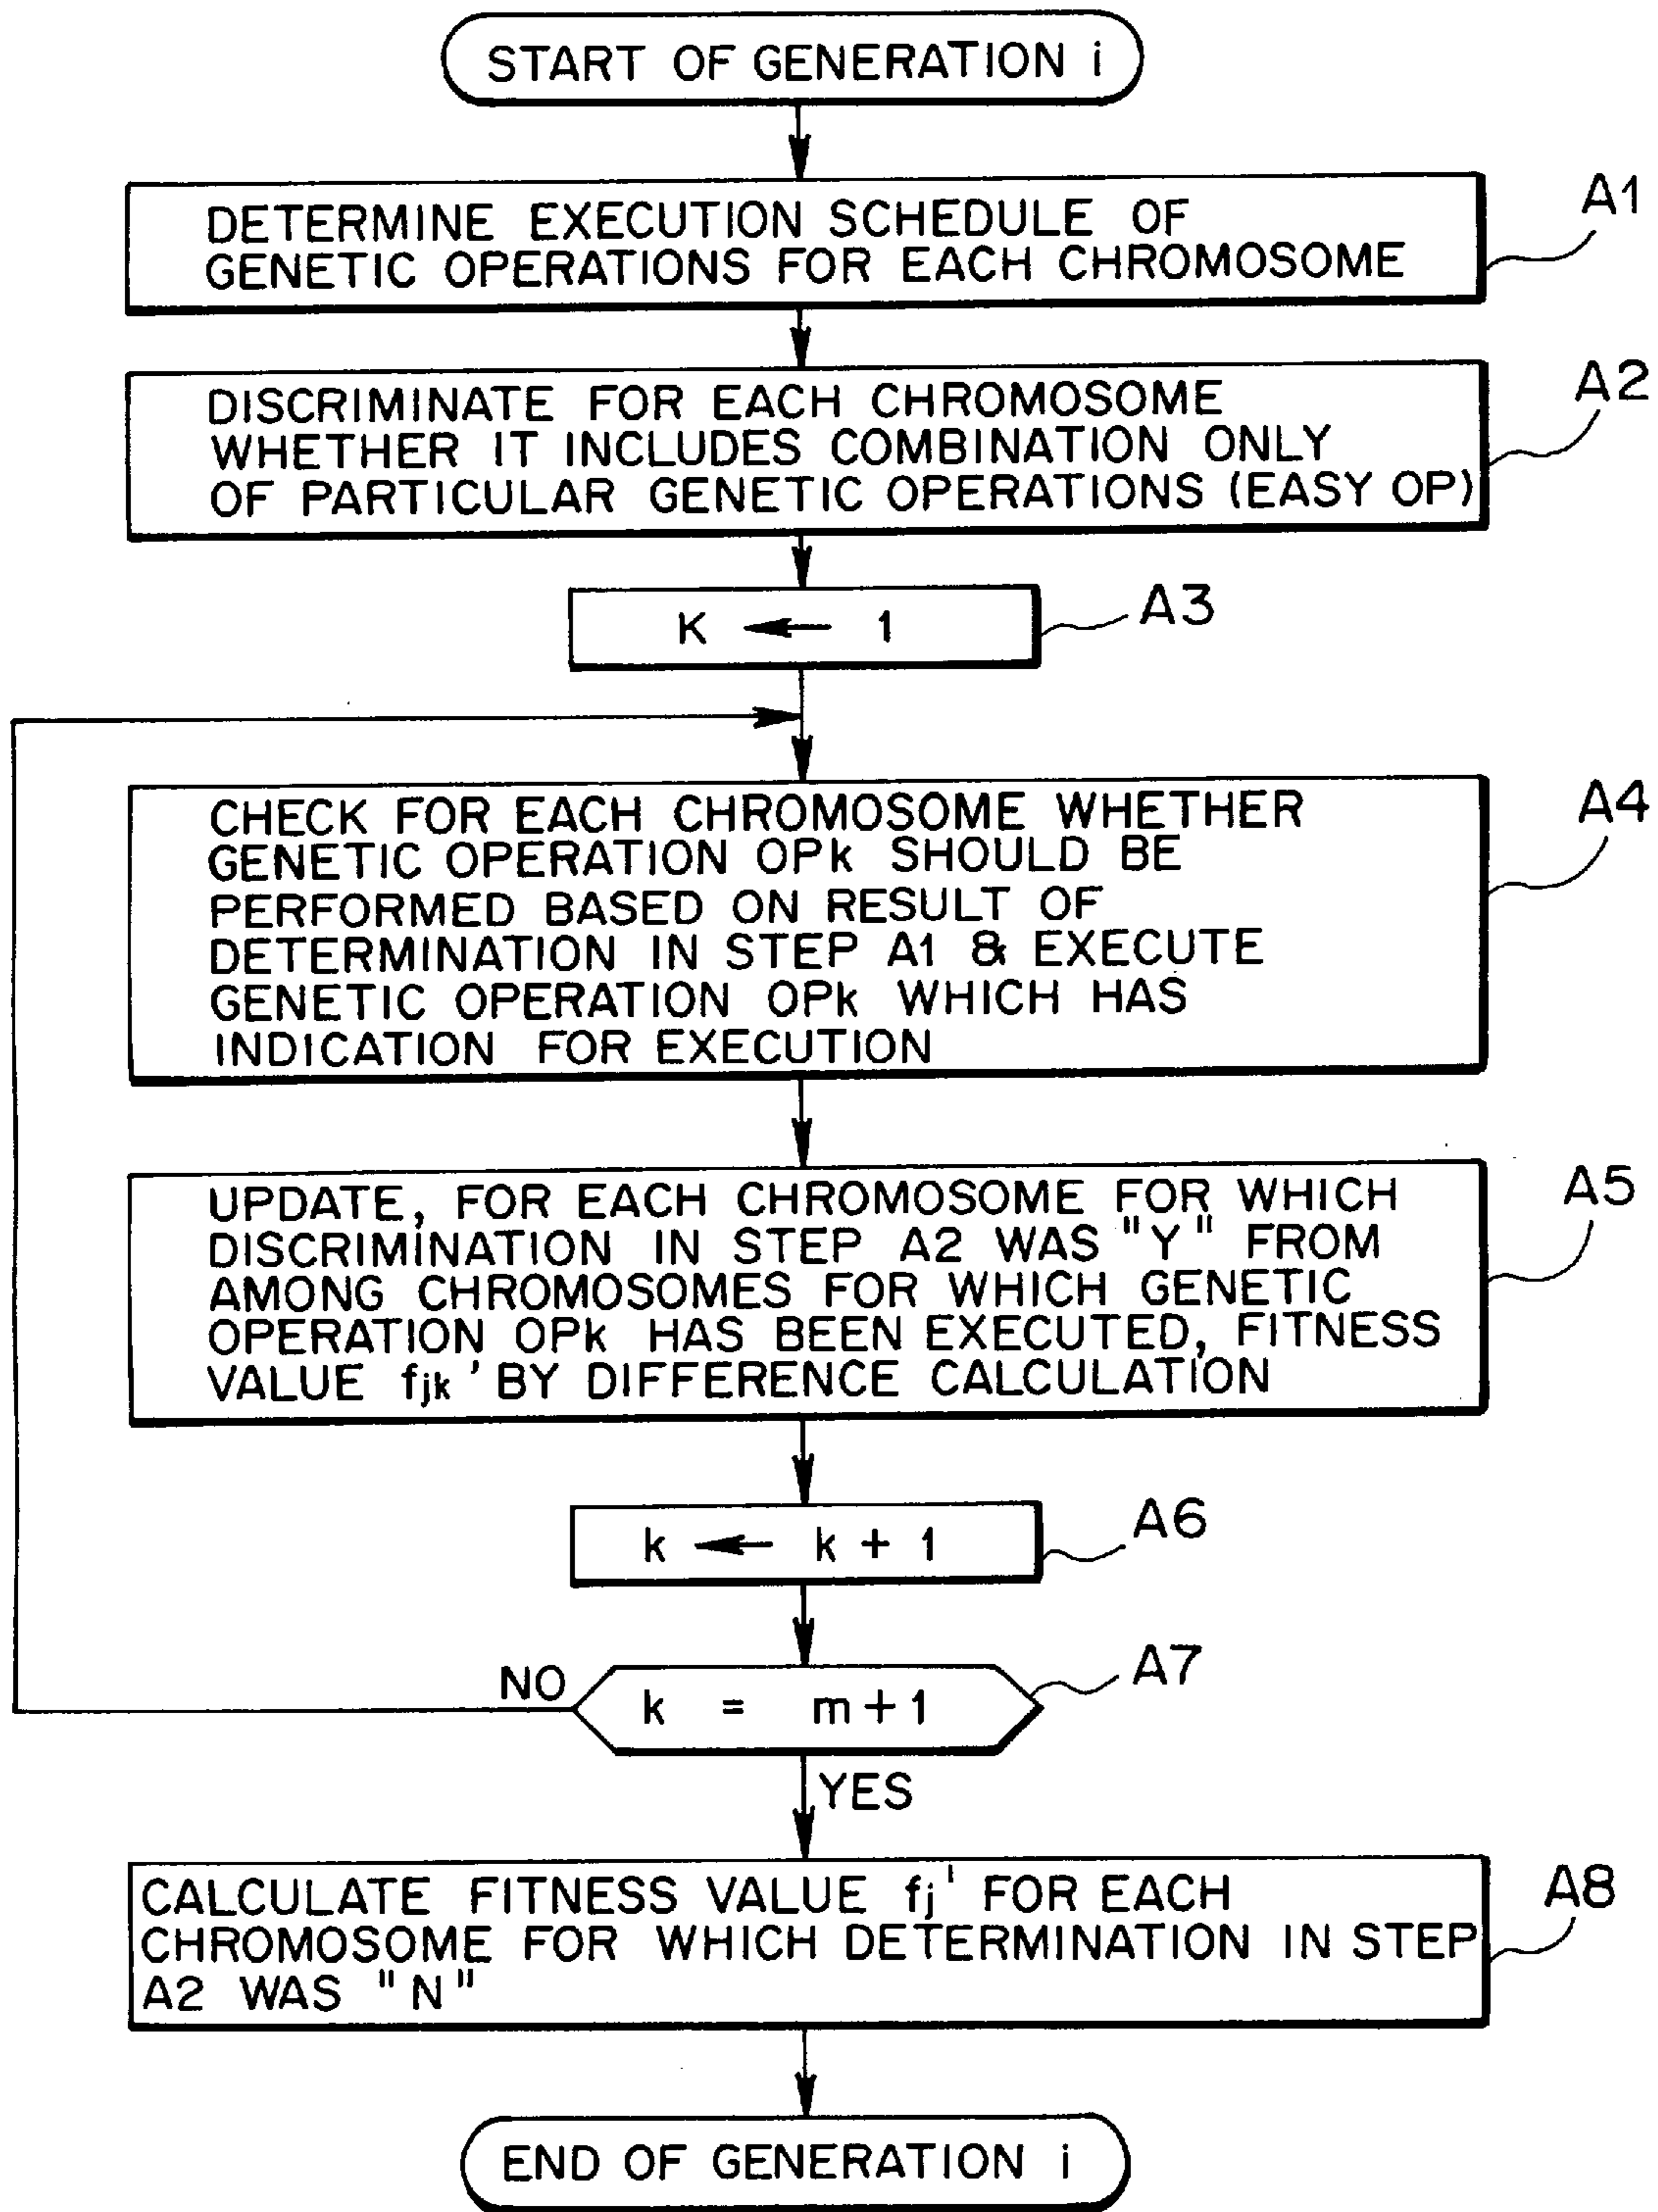 START OF GENERATION i
A1
DETERMINE EXECUTION SCHEDULE OF
GENETIC OPERATIONS FOR EACH CHROMOSOME
A2
DISCRIMINATE FOR EACH CHROMOSOME
WHETHER IT INCLUDES COMBINATION ONLY
OF PARTICULAR GENETIC OPERATIONS (EASY OP)
A3
K ← 1
A4
CHECK FOR EACH CHROMOSOME WHETHER
GENETIC OPERATION OPk SHOULD BE
PERFORMED BASED ON RESULT OF
DETERMINATION IN STEP A1 & EXECUTE
GENETIC OPERATION OPk WHICH HAS
INDICATION FOR EXECUTION
A5
UPDATE, FOR EACH CHROMOSOME FOR WHICH
DISCRIMINATION IN STEP A2 WAS "Y" FROM
AMONG CHROMOSOMES FOR WHICH GENETIC
OPERATION OPk HAS BEEN EXECUTED, FITNESS
VALUE fjk' BY DIFFERENCE CALCULATION
A6
k ← k + 1
A7
NO
k = m+1
YES
A8
CALCULATE FITNESS VALUE fj' FOR EACH
CHROMOSOME FOR WHICH DETERMINATION IN STEP
A2 WAS "N"
END OF GENERATION i